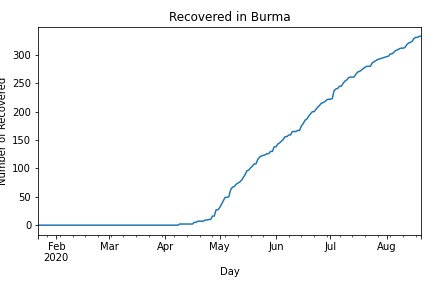 Recovered in Burma
Number of Recovered
300
250
200
150
100
50
0
Feb
2020
Mar
Apr
May
Jun
Jul
Aug
Day